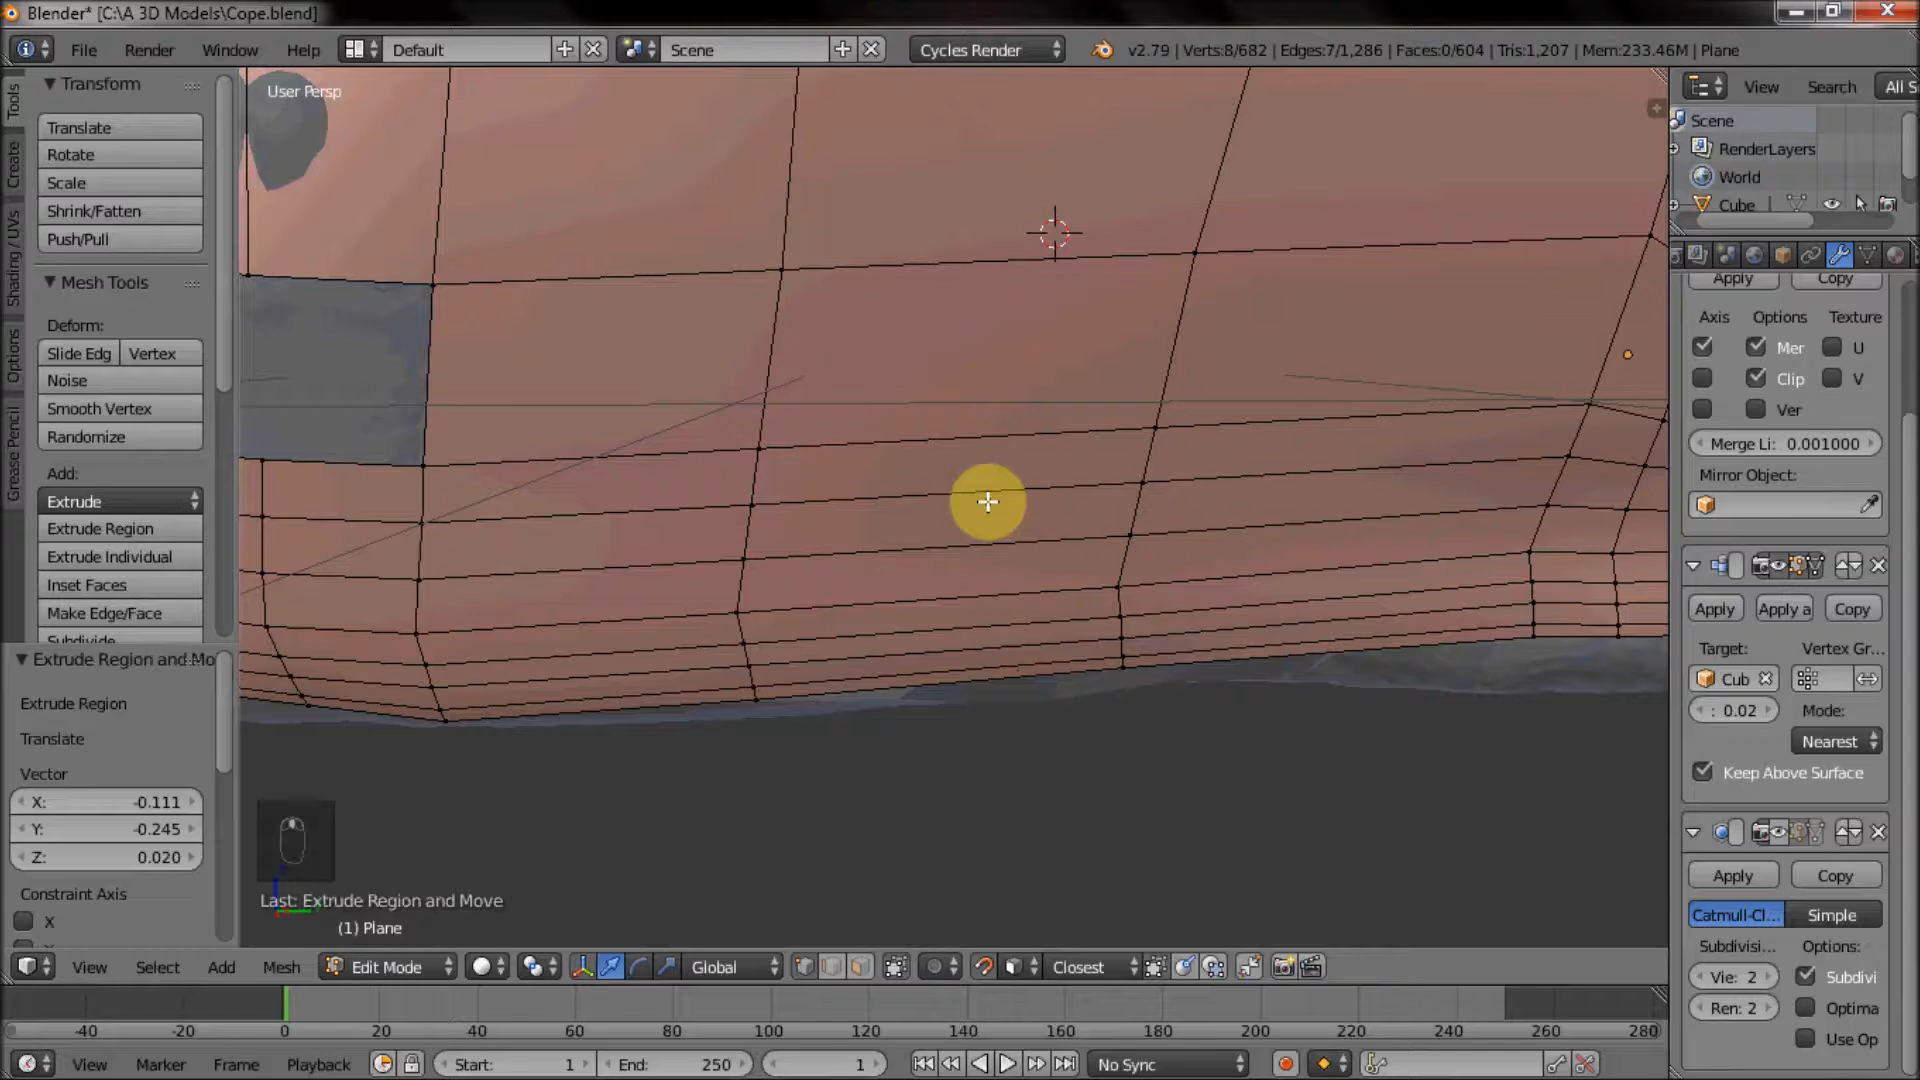 Blender* [C:\A 3D Models\Cope.blend]
File Render Window Help Default Scene Cycles Render v2.79 | Verts:8/682 | Edges:7/1,286 | Faces:0/604 | Tris:1,207 | Mem:233.46M | Plane
Tools
Create
Shading / UVs
Options
Grease Pencil
Transform
Translate
Rotate
Scale
Shrink/Fatten
Push/Pull
Mesh Tools
Deform:
Slide Edg Vertex
Noise
Smooth Vertex
Randomize
Add:
Extrude
Extrude Region
Extrude Individual
Inset Faces
Make Edge/Face
Subdivide
Extrude Region and Mo
Extrude Region
Translate
Vector
X: -0.111
Y: -0.245
Z: 0.020
Constraint Axis
X
User Persp
Last: Extrude Region and Move
(1) Plane
View Search All S
Scene
RenderLayers
World
Cube
Apply Copy
Axis Options Texture
Mer U
Clip V
Ver
Merge Li: 0.001000
Mirror Object:
Apply Apply a Copy
Target: Vertex Gr...
Cub
: 0.02 Mode:
Nearest
Keep Above Surface
Apply Copy
Catmull-Cl... Simple
Subdivisi... Options:
Vie: 2 Subdivi
Ren: 2 Optima
Use Op
View Select Add Mesh Edit Mode Global Closest
-40 -20 0 20 40 60 80 100 120 140 160 180 200 220 240 260 280
View Marker Frame Playback Start: 1 End: 250 1 No Sync